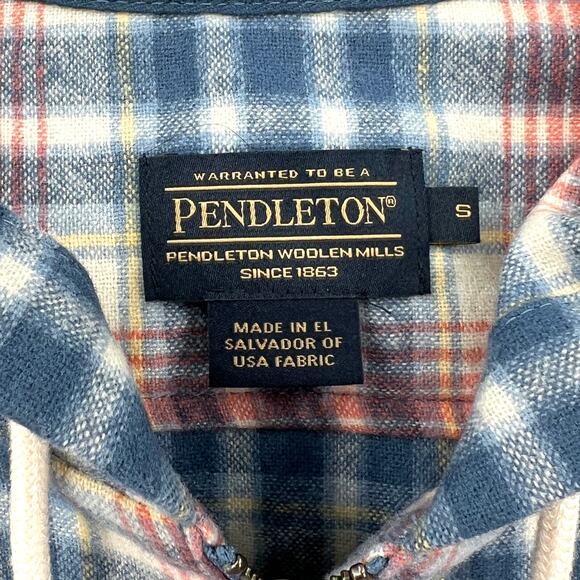 WARRANTED TO BE A
PENDLETON®
PENDLETON WOOLEN MILLS
SINCE 1863
S
MADE IN EL
SALVADOR OF
USA FABRIC